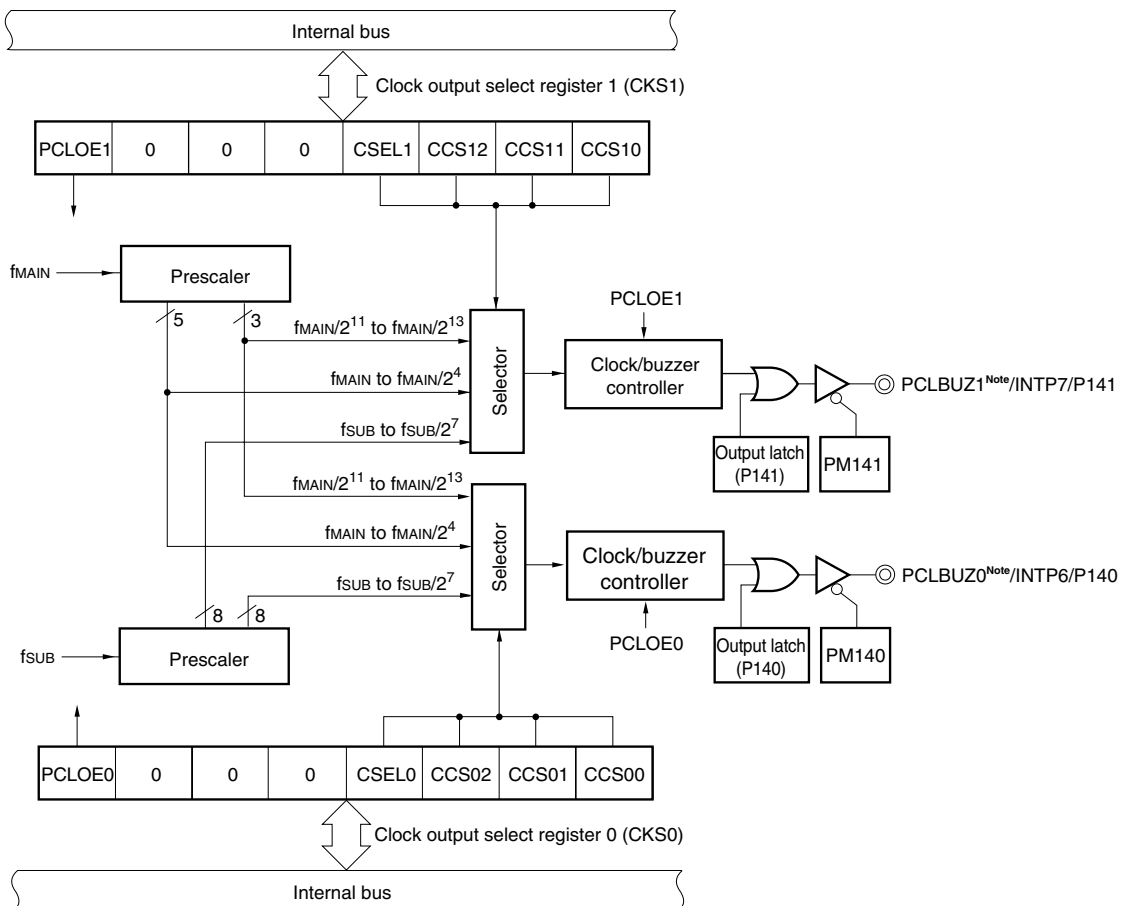 Internal bus
Clock output select register 1 (CKS1)
PCLOE1 0 0 0 CSEL1 CCS12 CCS11 CCS10
fMAIN
Prescaler
5 3
PCLOE1
fMAIN/2¹¹ to fMAIN/2¹³
fMAIN to fMAIN/2⁴
fSUB to fSUB/2⁷
Selector
Clock/buzzer
controller
PCLBUZ1Note/INTP7/P141
Output latch
(P141)
PM141
fMAIN/2¹¹ to fMAIN/2¹³
fMAIN to fMAIN/2⁴
fSUB to fSUB/2⁷
Selector
Clock/buzzer
controller
PCLBUZ0Note/INTP6/P140
8 8
PCLOE0
Output latch
(P140)
PM140
fSUB
Prescaler
PCLOE0 0 0 0 CSEL0 CCS02 CCS01 CCS00
Clock output select register 0 (CKS0)
Internal bus